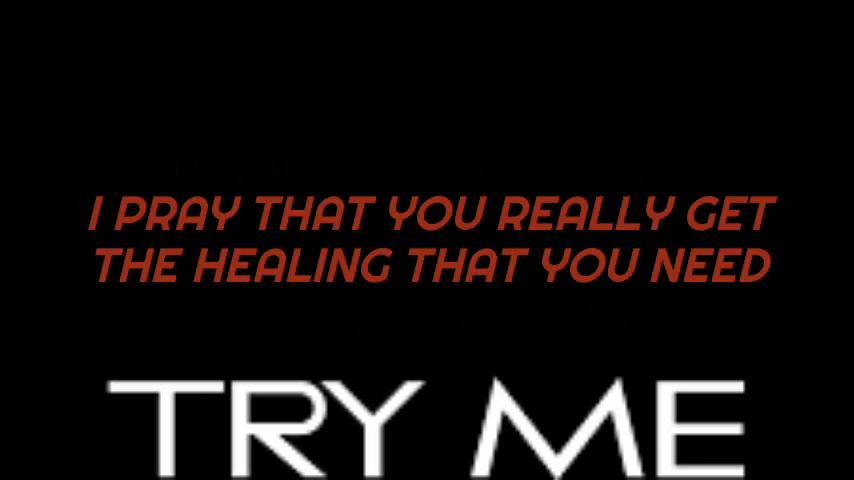 I PRAY THAT YOU REALLY GET
THE HEALING THAT YOU NEED
TRY ME